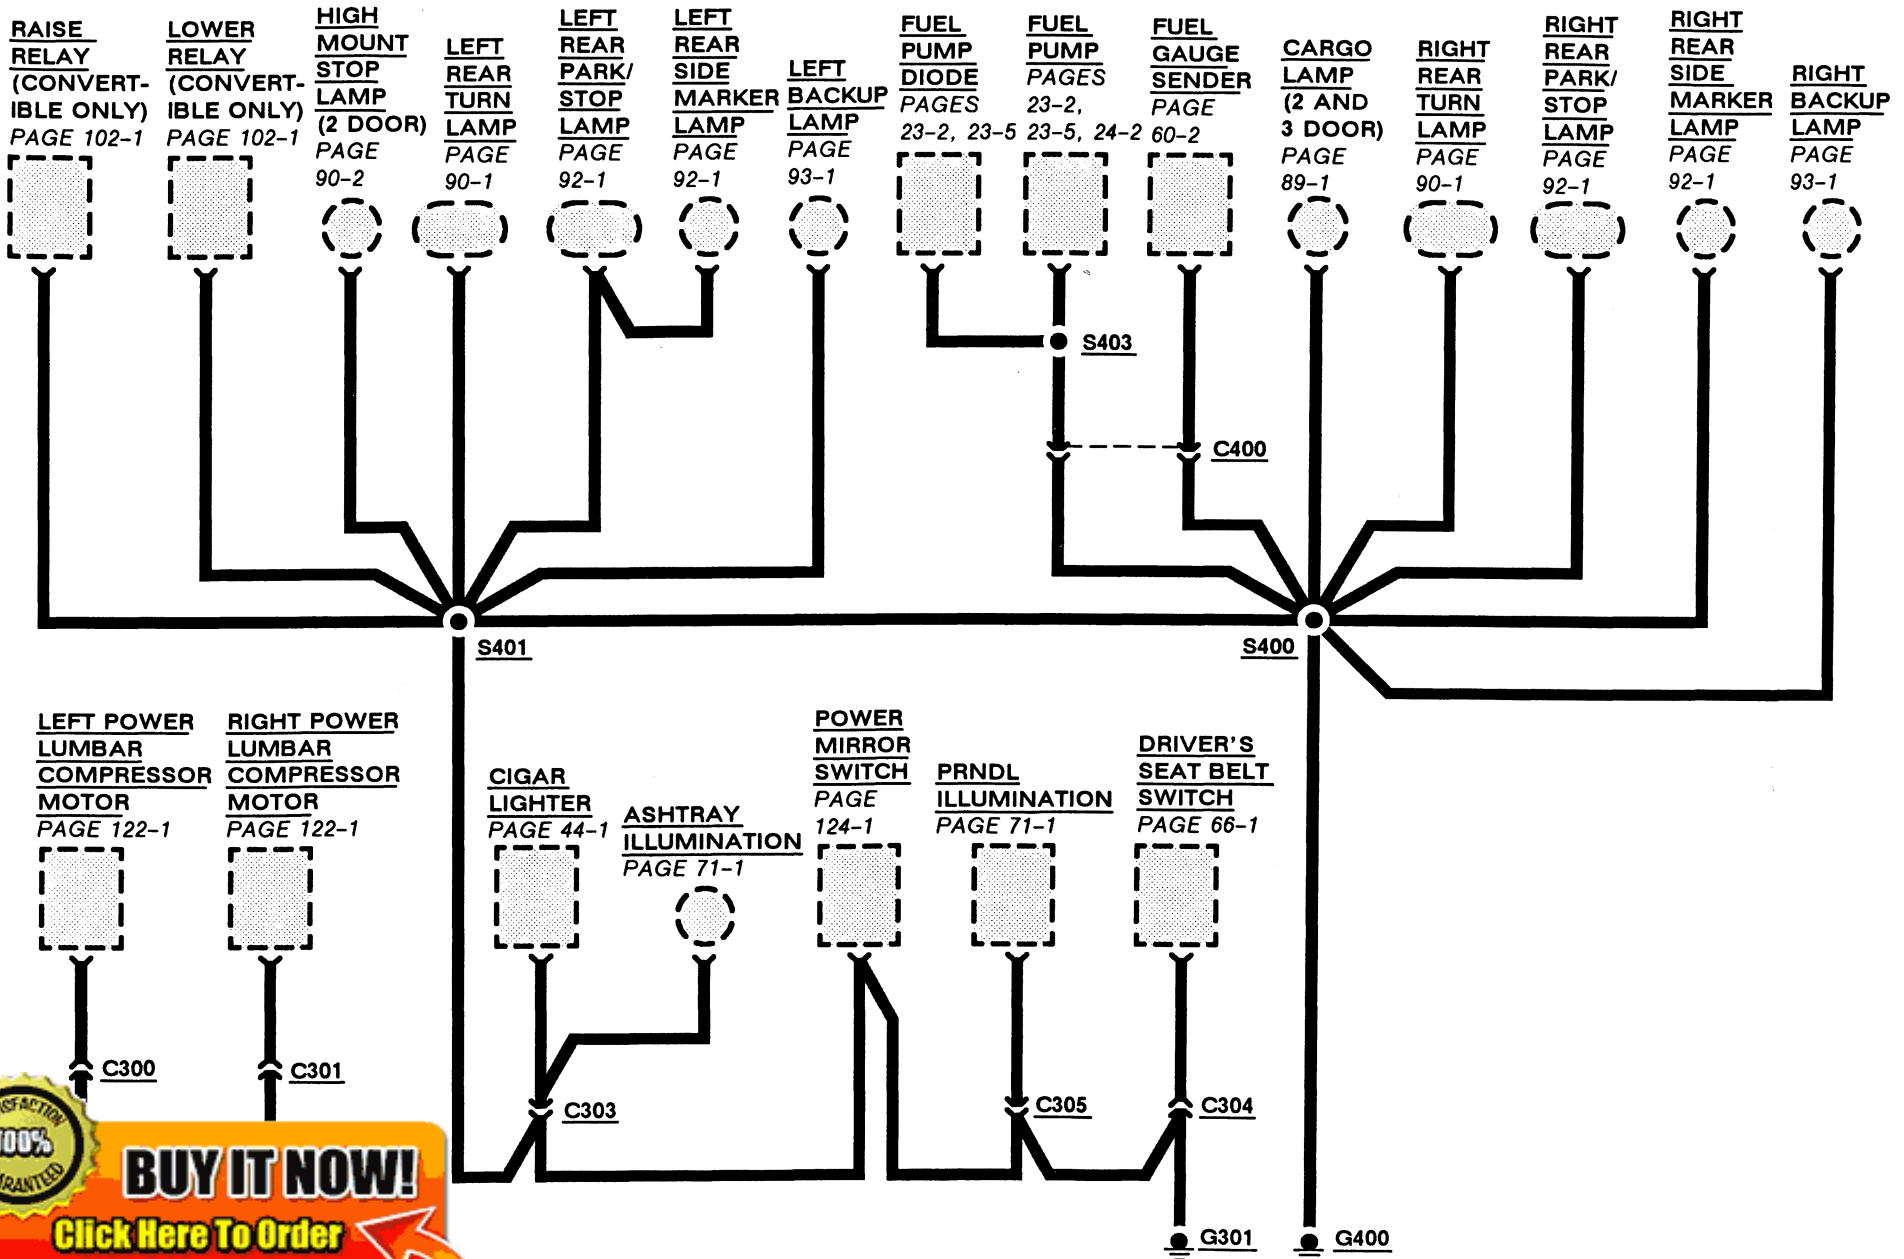 RAISE
RELAY
(CONVERT-
IBLE ONLY)
PAGE 102-1
LOWER
RELAY
(CONVERT-
IBLE ONLY)
PAGE 102-1
HIGH
MOUNT
STOP
LAMP
(2 DOOR)
PAGE
90-2
LEFT
REAR
TURN
LAMP
PAGE
90-1
LEFT
REAR
PARK/
STOP
LAMP
PAGE
92-1
LEFT
REAR
SIDE
MARKER
LAMP
PAGE
92-1
LEFT
BACKUP
LAMP
PAGE
93-1
FUEL
PUMP
DIODE
PAGES
23-2, 23-5
FUEL
PUMP
PAGES
23-2,
23-5, 24-2
FUEL
GAUGE
SENDER
PAGE
60-2
CARGO
LAMP
(2 AND
3 DOOR)
PAGE
89-1
RIGHT
REAR
TURN
LAMP
PAGE
90-1
RIGHT
REAR
PARK/
STOP
LAMP
PAGE
92-1
RIGHT
REAR
SIDE
MARKER
LAMP
PAGE
92-1
RIGHT
BACKUP
LAMP
PAGE
93-1
S403
C400
S401
S400
LEFT POWER
LUMBAR
COMPRESSOR
MOTOR
PAGE 122-1
RIGHT POWER
LUMBAR
COMPRESSOR
MOTOR
PAGE 122-1
CIGAR
LIGHTER
PAGE 44-1
ASHTRAY
ILLUMINATION
PAGE 71-1
POWER
MIRROR
SWITCH
PAGE
124-1
PRNDL
ILLUMINATION
PAGE 71-1
DRIVER'S
SEAT BELT
SWITCH
PAGE 66-1
C300
C301
C303
C305
C304
G301
G400
100%
BUY IT NOW!
Click Here To Order